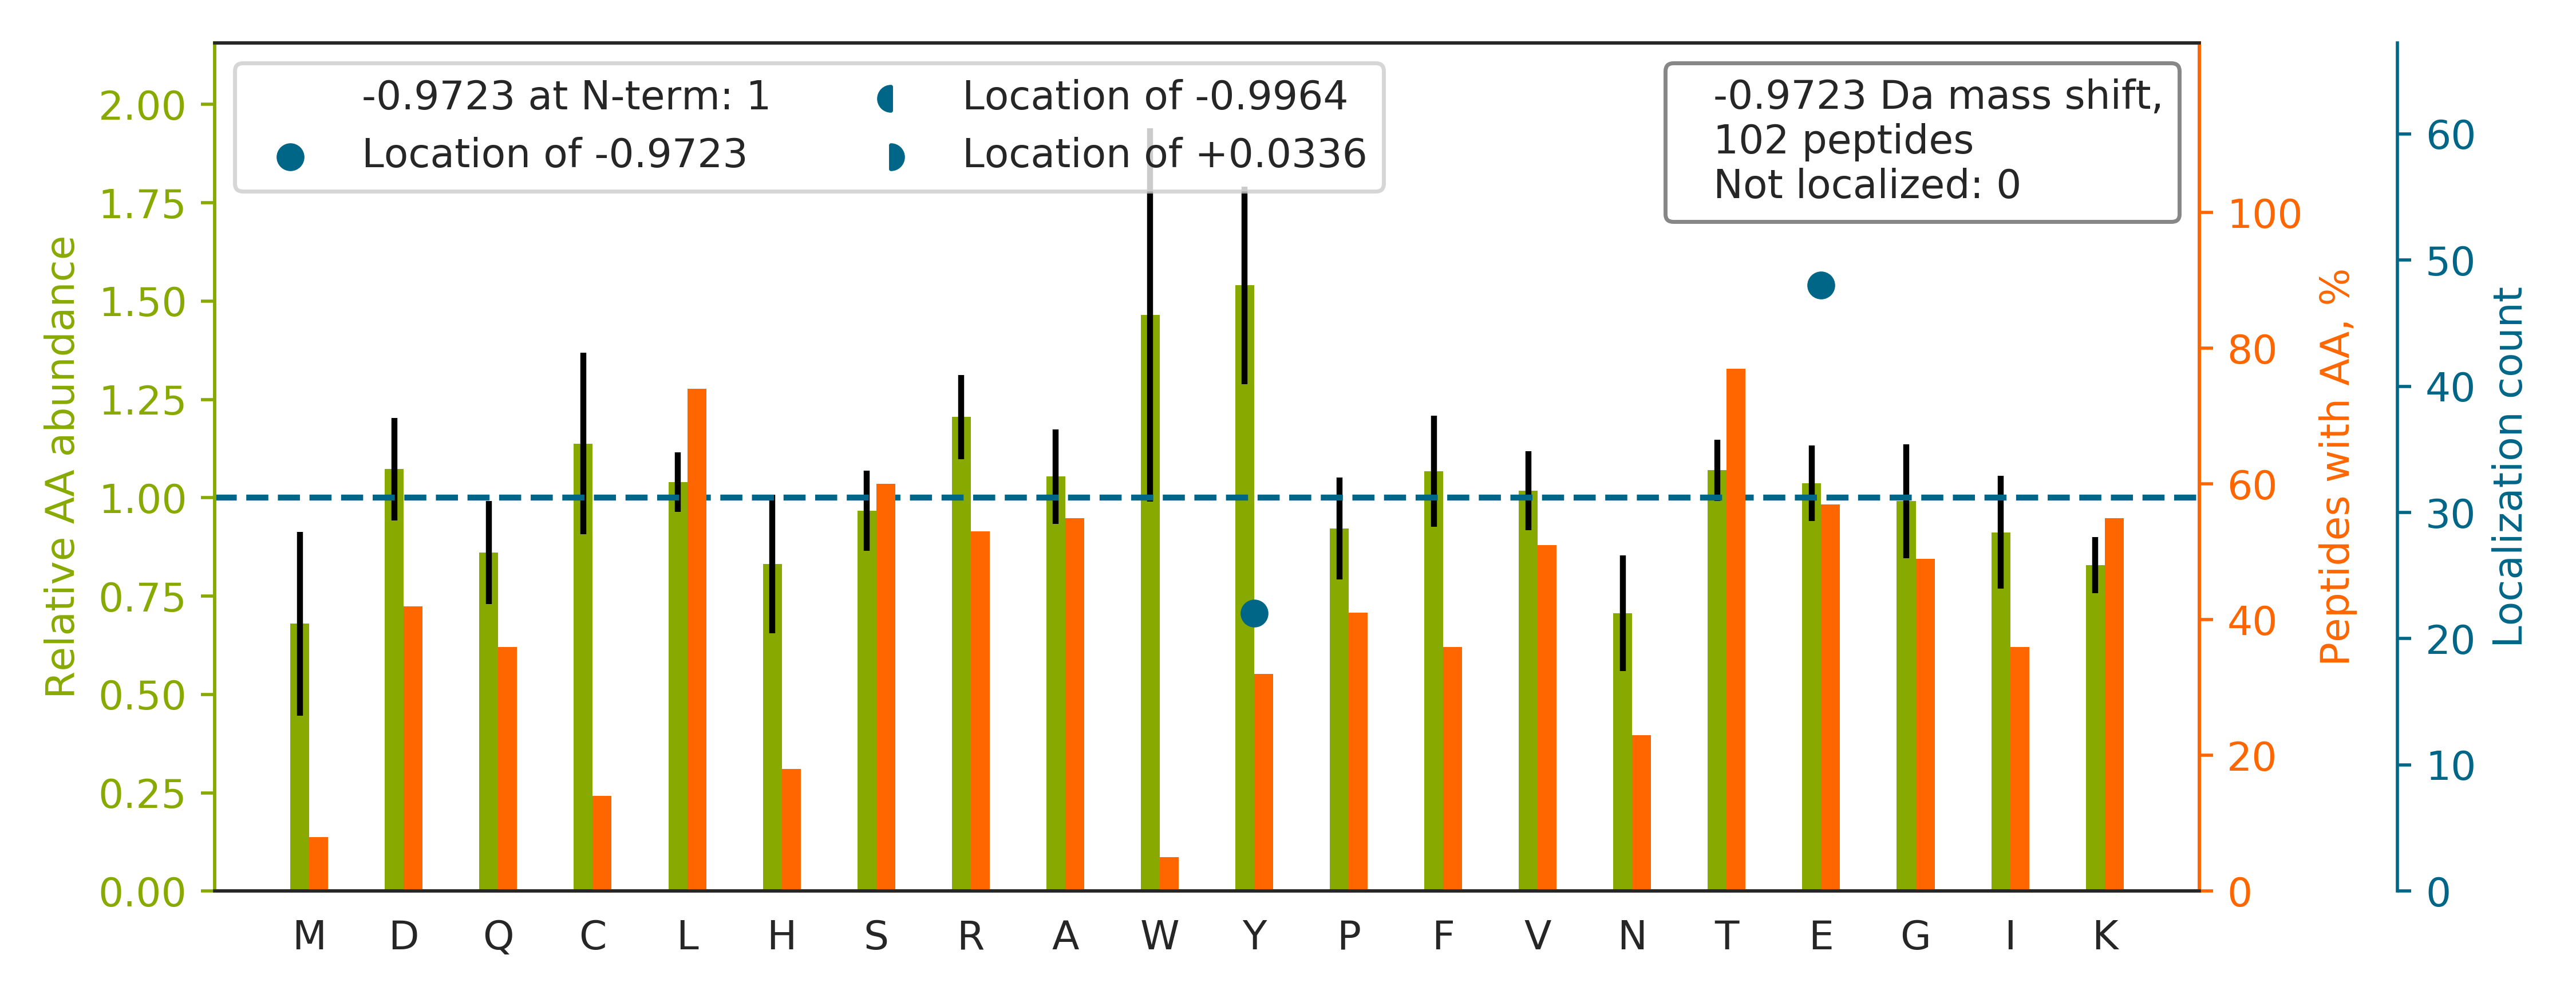 -0.9723 at N-term: 1
Location of -0.9723
Location of -0.9964
Location of +0.0336
-0.9723 Da mass shift,
102 peptides
Not localized: 0
Relative AA abundance
2.00
1.75
1.50
1.25
1.00
0.75
0.50
0.25
0.00
M D Q C L H S R A W Y P F V N T E G I K
100
80
60
40
20
0
Peptides with AA, %
60
50
40
30
20
10
0
Localization count